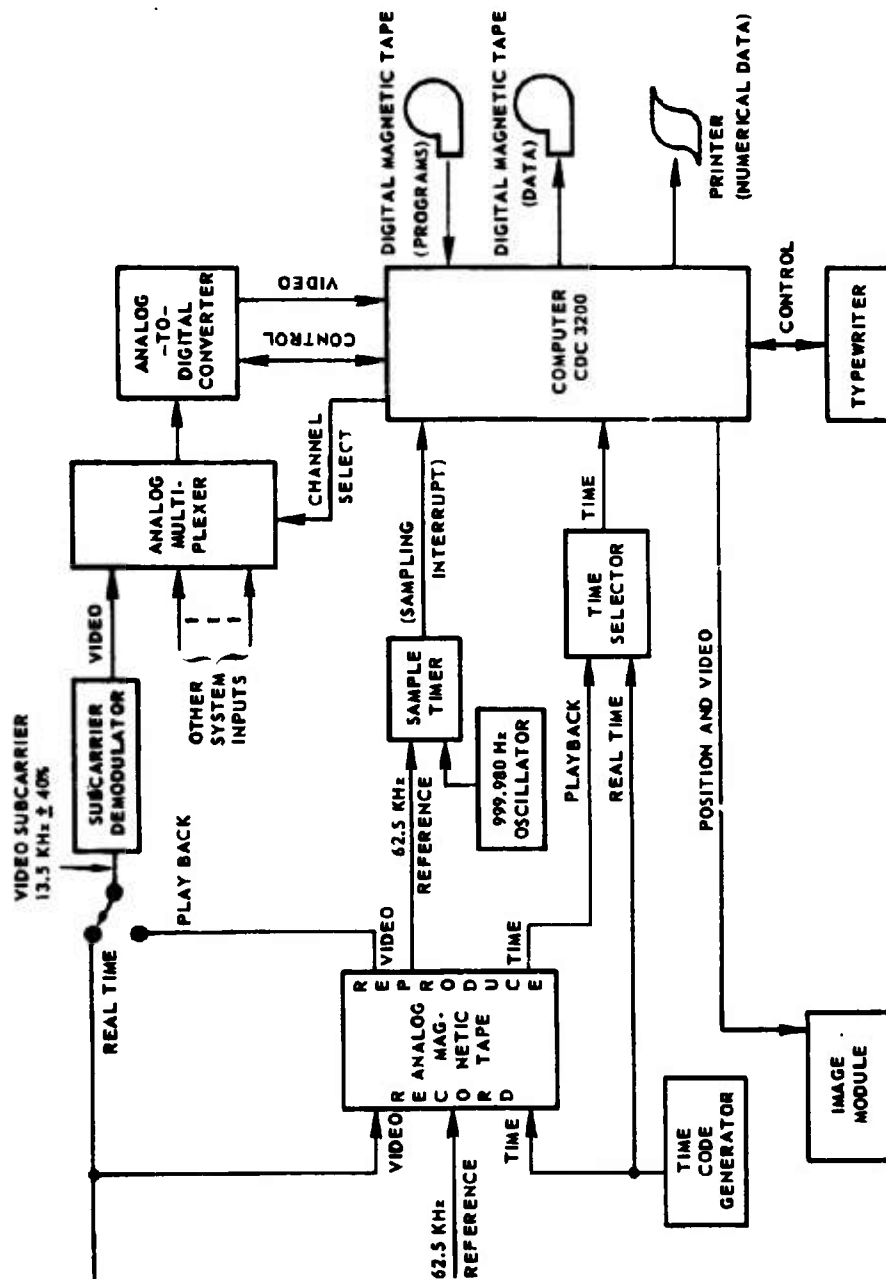 VIDEO SUBCARRIER
13.5 KHz ± 40%
REAL TIME
PLAY BACK
SUBCARRIER
DEMODULATOR
VIDEO
OTHER
SYSTEM
INPUTS
ANALOG
MULTI-
PLEXER
ANALOG
-TO-
DIGITAL
CONVERTER
CHANNEL
SELECT
CONTROL
VIDEO
VIDEO
62.5 KHz
REFERENCE
TIME
RECORD
ANALOG
MAG-
NETIC
TAPE
REPRODUCE
VIDEO
62.5 KHz
REFERENCE
TIME
SAMPLE
TIMER
999.980 Hz
OSCILLATOR
(SAMPLING
INTERRUPT)
PLAYBACK
REAL TIME
TIME
SELECTOR
TIME
COMPUTER
CDC 3200
DIGITAL MAGNETIC TAPE
(PROGRAMS)
DIGITAL MAGNETIC TAPE
(DATA)
PRINTER
(NUMERICAL DATA)
TIME
CODE
GENERATOR
POSITION AND VIDEO
IMAGE
MODULE
CONTROL
TYPEWRITER